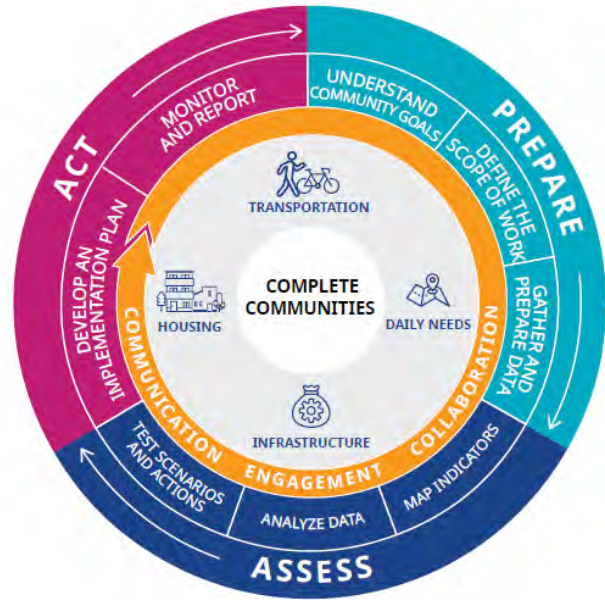 PREPARE
UNDERSTAND
COMMUNITY GOALS
DEFINE THE
SCOPE OF WORK
GATHER AND
PREPARE DATA
ASSESS
MAP INDICATORS
ANALYZE DATA
TEST SCENARIOS
AND ACTIONS
ACT
DEVELOP AN
IMPLEMENTATION PLAN
MONITOR
AND REPORT
COMMUNICATION
ENGAGEMENT
COLLABORATION
TRANSPORTATION
HOUSING
COMPLETE
COMMUNITIES
DAILY NEEDS
INFRASTRUCTURE